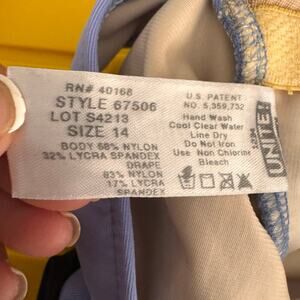 RN# 40168
STYLE 67506
LOT S4213
SIZE 14
BODY 68% NYLON
32% LYCRA SPANDEX
DRAPE
83% NYLON
17% LYCRA
SPANDEX
U.S. PATENT
NO. 5,359,732
Hand Wash
Cool Clear Water
Line Dry
Do Not Iron
Use Non Chlorine
Bleach
UNITE!